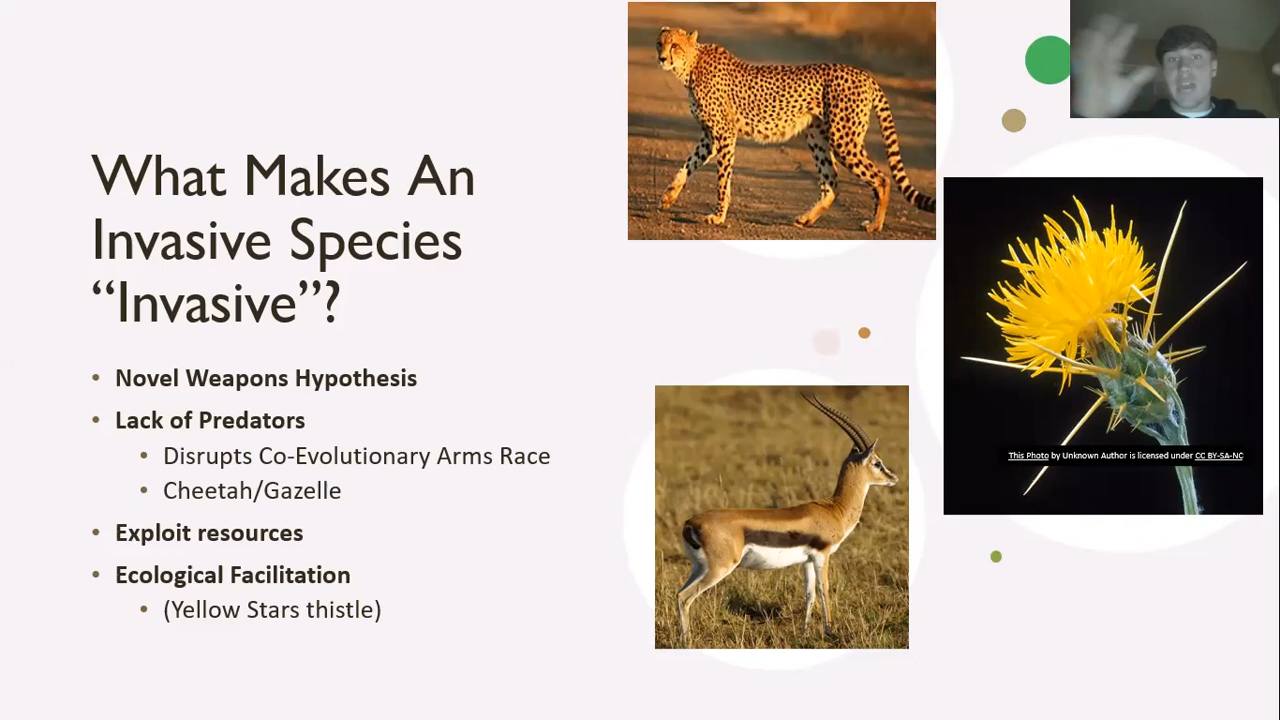 What Makes An
Invasive Species
“Invasive”?
• Novel Weapons Hypothesis
• Lack of Predators
• Disrupts Co-Evolutionary Arms Race
• Cheetah/Gazelle
• Exploit resources
• Ecological Facilitation
• (Yellow Stars thistle)
This Photo by Unknown Author is licensed under CC BY-SA-NC